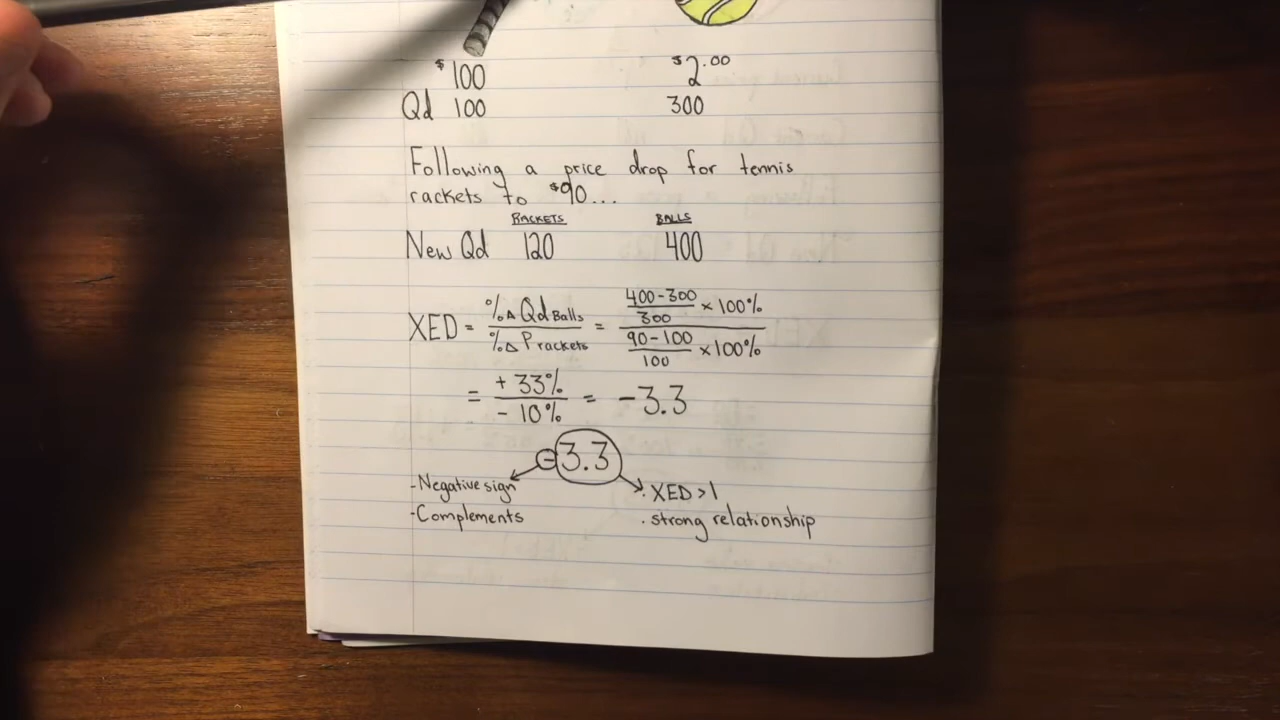 $100 $2.00
Qd 100 300
Following a price drop for tennis
rackets to $90...
RACKETS BALLS
New Qd 120 400
XED = %Δ Qd Balls / %Δ P rackets = 400-300/300 x 100% / 90-100/100 x 100%
= +33% / -10% = -3.3
-3.3
-Negative sign · XED >1
-Complements · strong relationship